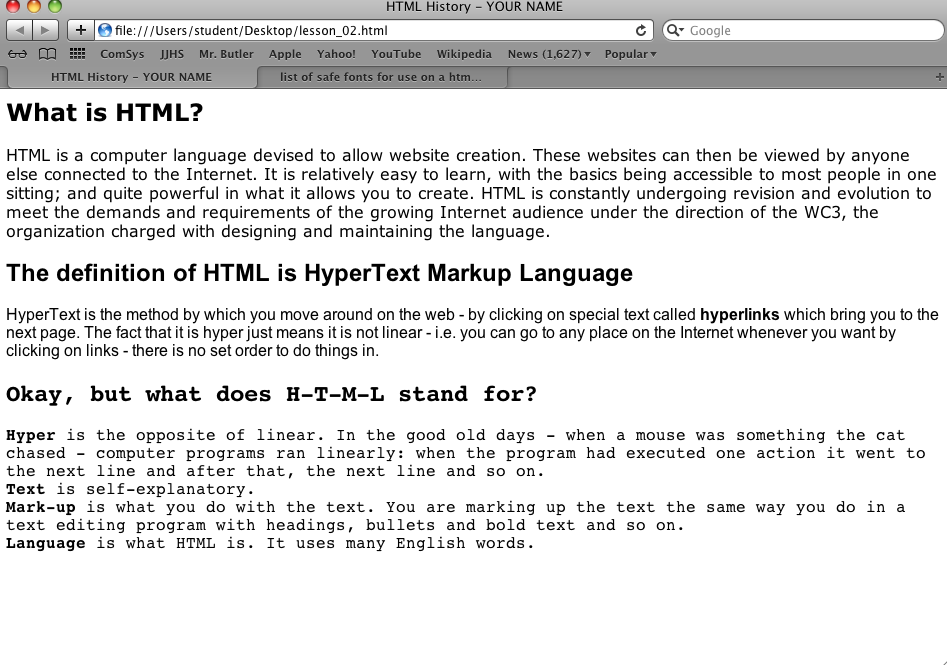 HTML History - YOUR NAME
file:///Users/student/Desktop/lesson_02.html
Google
ComSys JJHS Mr. Butler Apple Yahoo! YouTube Wikipedia News (1,627) Popular
HTML History - YOUR NAME
list of safe fonts for use on a htm...
What is HTML?
HTML is a computer language devised to allow website creation. These websites can then be viewed by anyone
else connected to the Internet. It is relatively easy to learn, with the basics being accessible to most people in one
sitting; and quite powerful in what it allows you to create. HTML is constantly undergoing revision and evolution to
meet the demands and requirements of the growing Internet audience under the direction of the WC3, the
organization charged with designing and maintaining the language.
The definition of HTML is HyperText Markup Language
HyperText is the method by which you move around on the web - by clicking on special text called hyperlinks which bring you to the
next page. The fact that it is hyper just means it is not linear - i.e. you can go to any place on the Internet whenever you want by
clicking on links - there is no set order to do things in.
Okay, but what does H-T-M-L stand for?
Hyper is the opposite of linear. In the good old days - when a mouse was something the cat
chased - computer programs ran linearly: when the program had executed one action it went to
the next line and after that, the next line and so on.
Text is self-explanatory.
Mark-up is what you do with the text. You are marking up the text the same way you do in a
text editing program with headings, bullets and bold text and so on.
Language is what HTML is. It uses many English words.